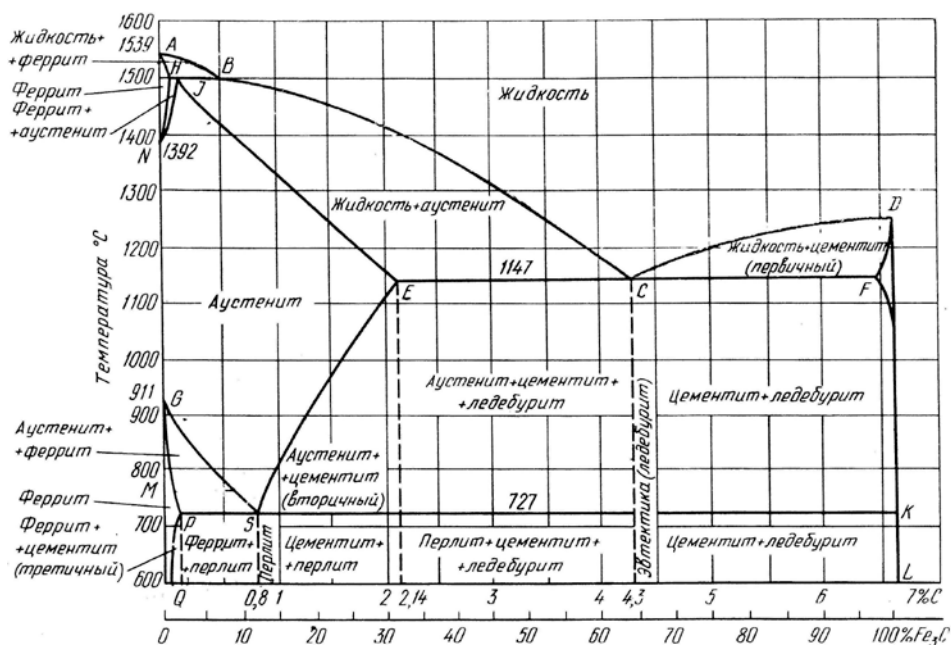 1600
1539
A
Жидкость+
+феррит
H
B
1500
J
Феррит
Жидкость
Феррит+
+аустенит
1400
N
1392
1300
Жидкость+аустенит
D
1200
Жидкость+цементит
(первичный)
1147
1100
E
C
F
Аустенит
Температура °C
1000
911
G
900
Аустенит+цементит+
+ледебурит
Цементит+ледебурит
Аустенит+
+феррит
Аустенит+
+цементит
(вторичный)
800
M
727
Феррит
P
S
K
700
Феррит+
+цементит
(третичный)
Феррит+
+перлит
Перлит
Цементит+
+перлит
Перлит+цементит+
+ледебурит
Эвтектика (ледебурит)
Цементит+ледебурит
600
L
Q
0,8
1
2
2,14
3
4
4,3
5
6
7%C
0
10
20
30
40
50
60
70
80
90
100%Fe₃C